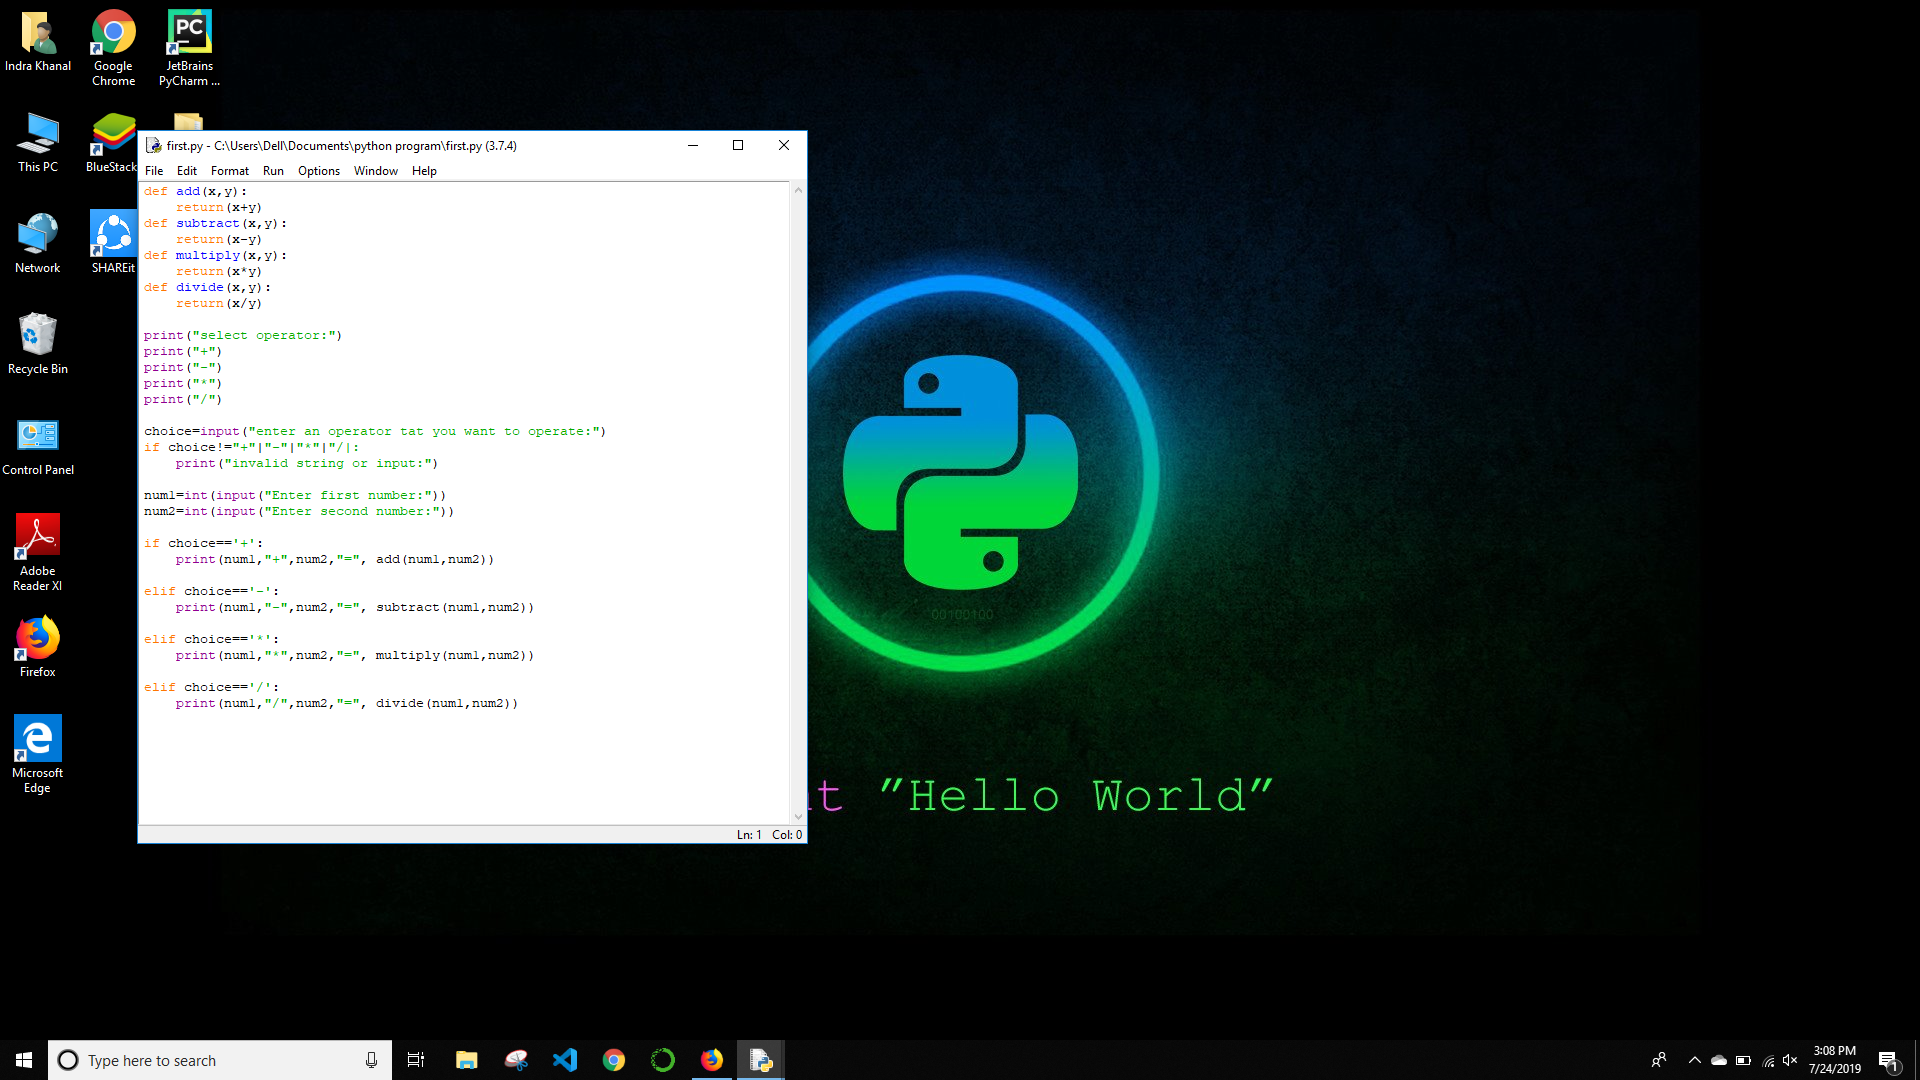 Indra Khanal
Google
Chrome
JetBrains
PyCharm ...
This PC
BlueStack
Network
SHAREit
Recycle Bin
Control Panel
Adobe
Reader XI
Firefox
Microsoft
Edge
first.py - C:\Users\Dell\Documents\python program\first.py (3.7.4)
File Edit Format Run Options Window Help
def add(x,y):
    return(x+y)
def subtract(x,y):
    return(x-y)
def multiply(x,y):
    return(x*y)
def divide(x,y):
    return(x/y)
print("select operator:")
print("+")
print("-")
print("*")
print("/")
choice=input("enter an operator tat you want to operate:")
if choice!="+"|"-"|"*"|"/|:
    print("invalid string or input:")
num1=int(input("Enter first number:"))
num2=int(input("Enter second number:"))
if choice=='+':
    print(num1,"+",num2,"=", add(num1,num2))
elif choice=='-':
    print(num1,"-",num2,"=", subtract(num1,num2))
elif choice=='*':
    print(num1,"*",num2,"=", multiply(num1,num2))
elif choice=='/':
    print(num1,"/",num2,"=", divide(num1,num2))
Ln: 1 Col: 0
PC
00100100
nt "Hello World"
Type here to search
3:08 PM
7/24/2019
1